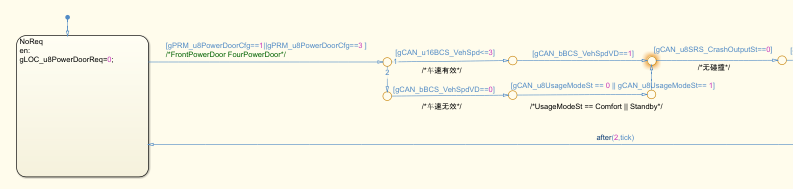 NoReq
en:
gLOC_u8PowerDoorReq=0;
[gPRM_u8PowerDoorCfg==1||gPRM_u8PowerDoorCfg==3 ]
/*FrontPowerDoor FourPowerDoor*/
1
2
[gCAN_u16BCS_VehSpd<=3]
/*车速有效*/
[gCAN_bBCS_VehSpdVD==1]
[gCAN_u8SRS_CrashOutputSt==0]
/*无碰撞*/
[gCAN_bBCS_VehSpdVD==0]
/*车速无效*/
[gCAN_u8UsageModeSt == 0 || gCAN_u8UsageModeSt== 1]
/*UsageModeSt == Comfort || Standby*/
after(2,tick)